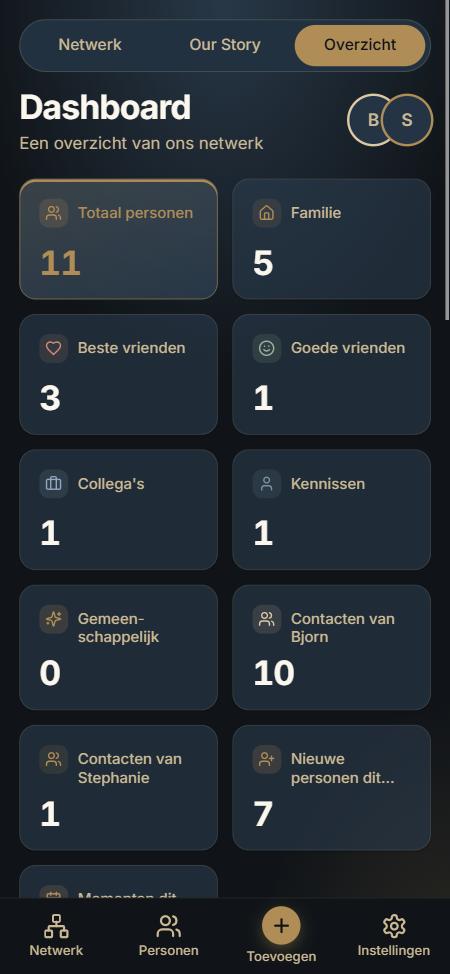 Netwerk
Our Story
Overzicht
Dashboard
Een overzicht van ons netwerk
B
S
Totaal personen
11
Familie
5
Beste vrienden
3
Goede vrienden
1
Collega's
1
Kennissen
1
Gemeen-
schappelijk
0
Contacten van
Bjorn
10
Contacten van
Stephanie
1
Nieuwe
personen dit...
7
Momenten dit
Netwerk
Personen
Toevoegen
Instellingen